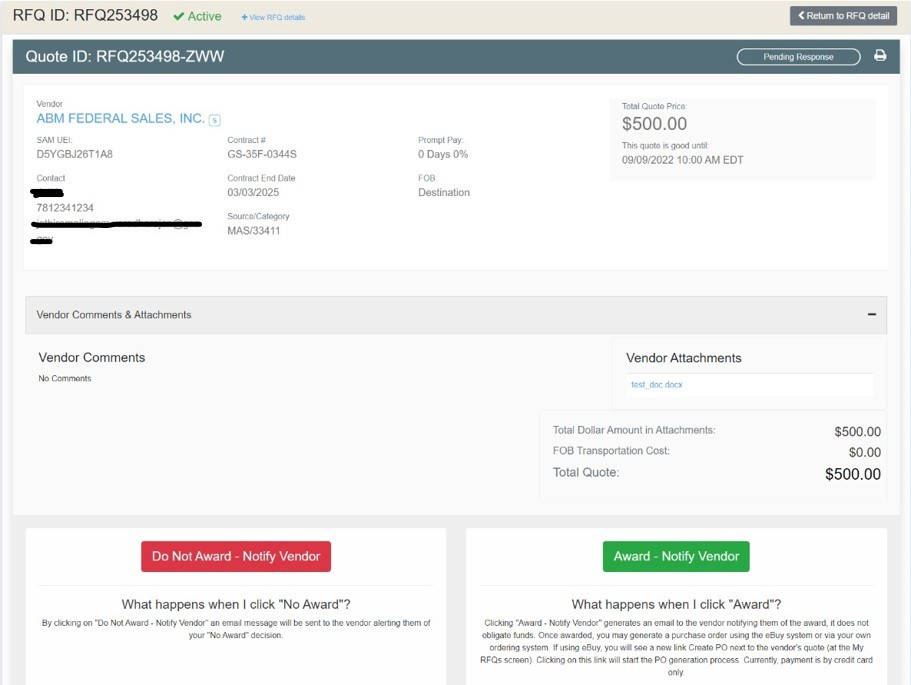 RFQ ID: RFQ253498 Active + View RFQ details Return to RFQ detail
Quote ID: RFQ253498-ZWW Pending Response
Vendor
ABM FEDERAL SALES, INC. s
SAM UEI:
D5YGBJ26T1A8
Contact
7812341234
Contract #
GS-35F-0344S
Contract End Date
03/03/2025
Source/Category
MAS/33411
Prompt Pay:
0 Days 0%
FOB:
Destination
Total Quote Price:
$500.00
This quote is good until:
09/09/2022 10:00 AM EDT
Vendor Comments & Attachments
Vendor Comments
No Comments
Vendor Attachments
test_doc.docx
Total Dollar Amount in Attachments: $500.00
FOB Transportation Cost: $0.00
Total Quote: $500.00
Do Not Award - Notify Vendor
What happens when I click "No Award"?
By clicking on "Do Not Award - Notify Vendor" an email message will be sent to the vendor alerting them of
your "No Award" decision.
Award - Notify Vendor
What happens when I click "Award"?
Clicking "Award - Notify Vendor" generates an email to the vendor notifying them of the award, it does not
obligate funds. Once awarded, you may generate a purchase order using the eBuy system or via your own
ordering system. If using eBuy, you will see a new link Create PO next to the vendor's quote (at the My
RFQs screen). Clicking on this link will start the PO generation process. Currently, payment is by credit card
only.